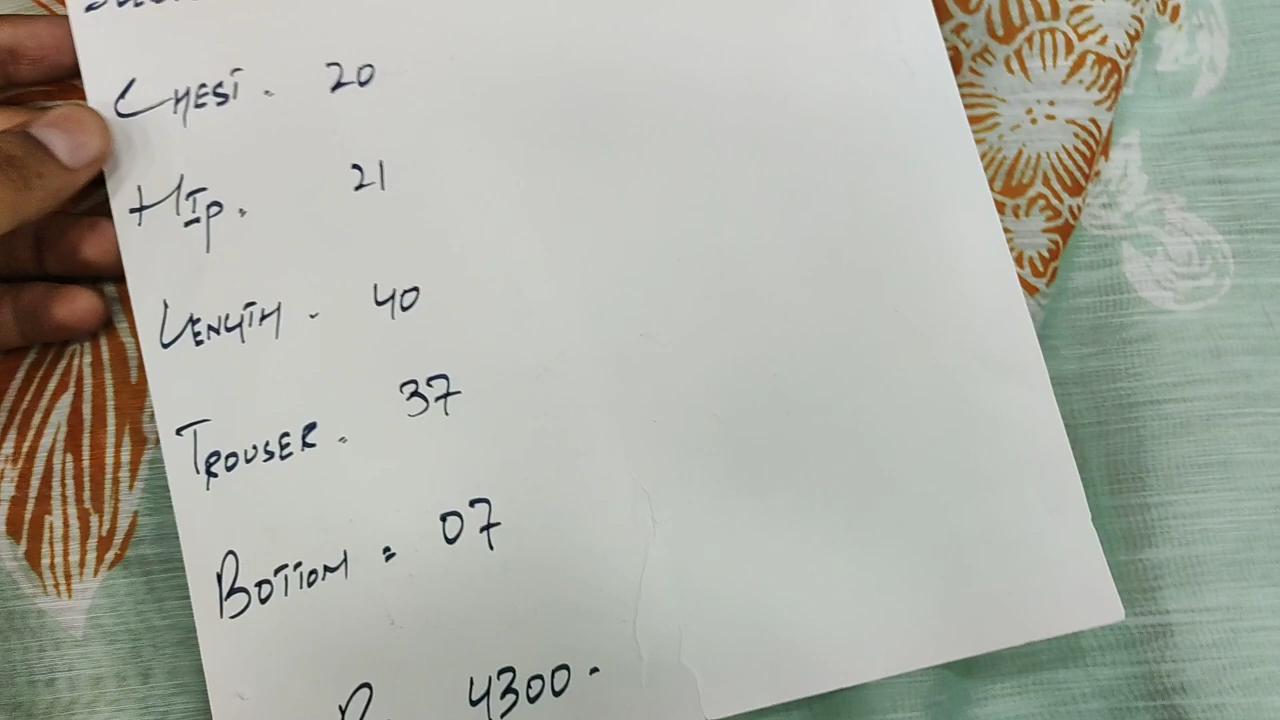 CHEST. 20
HIP. 21
LENGTH. 40
TROUSER. 37
BOTTOM = 07
4300.